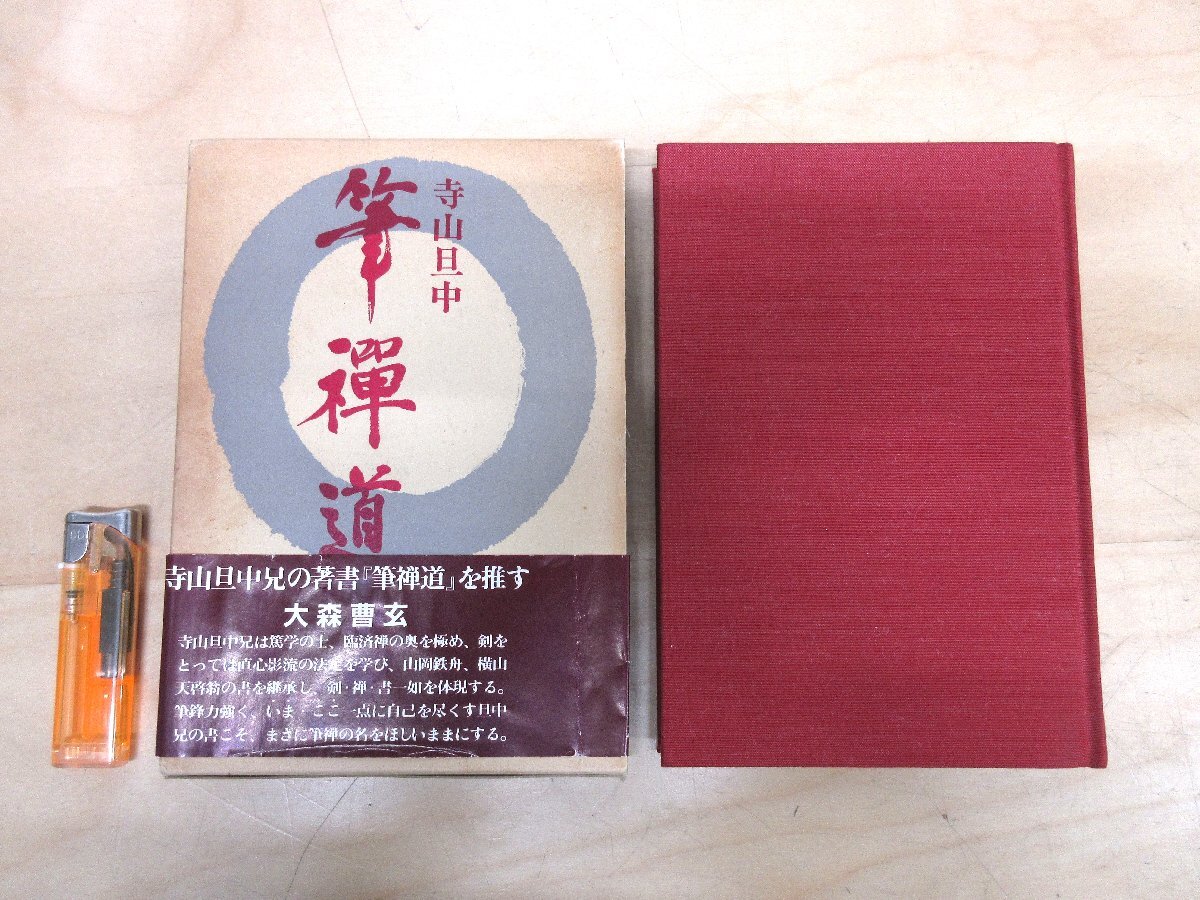 寺山旦中
筆禪道
寺山旦中兄の著書『筆禅道』を推す
大森曹玄
寺山旦中兄は篤学の士、臨済禅の奥を極め、剣を
とっては直心影流の法定を学び、山岡鉄舟、横山
天啓翁の書を継承し、剣・禅・書一如を体現する。
筆鋒力強く、いま・ここ一点に自己を尽くす旦中
兄の書こそ、まさに筆禅の名をほしいままにする。